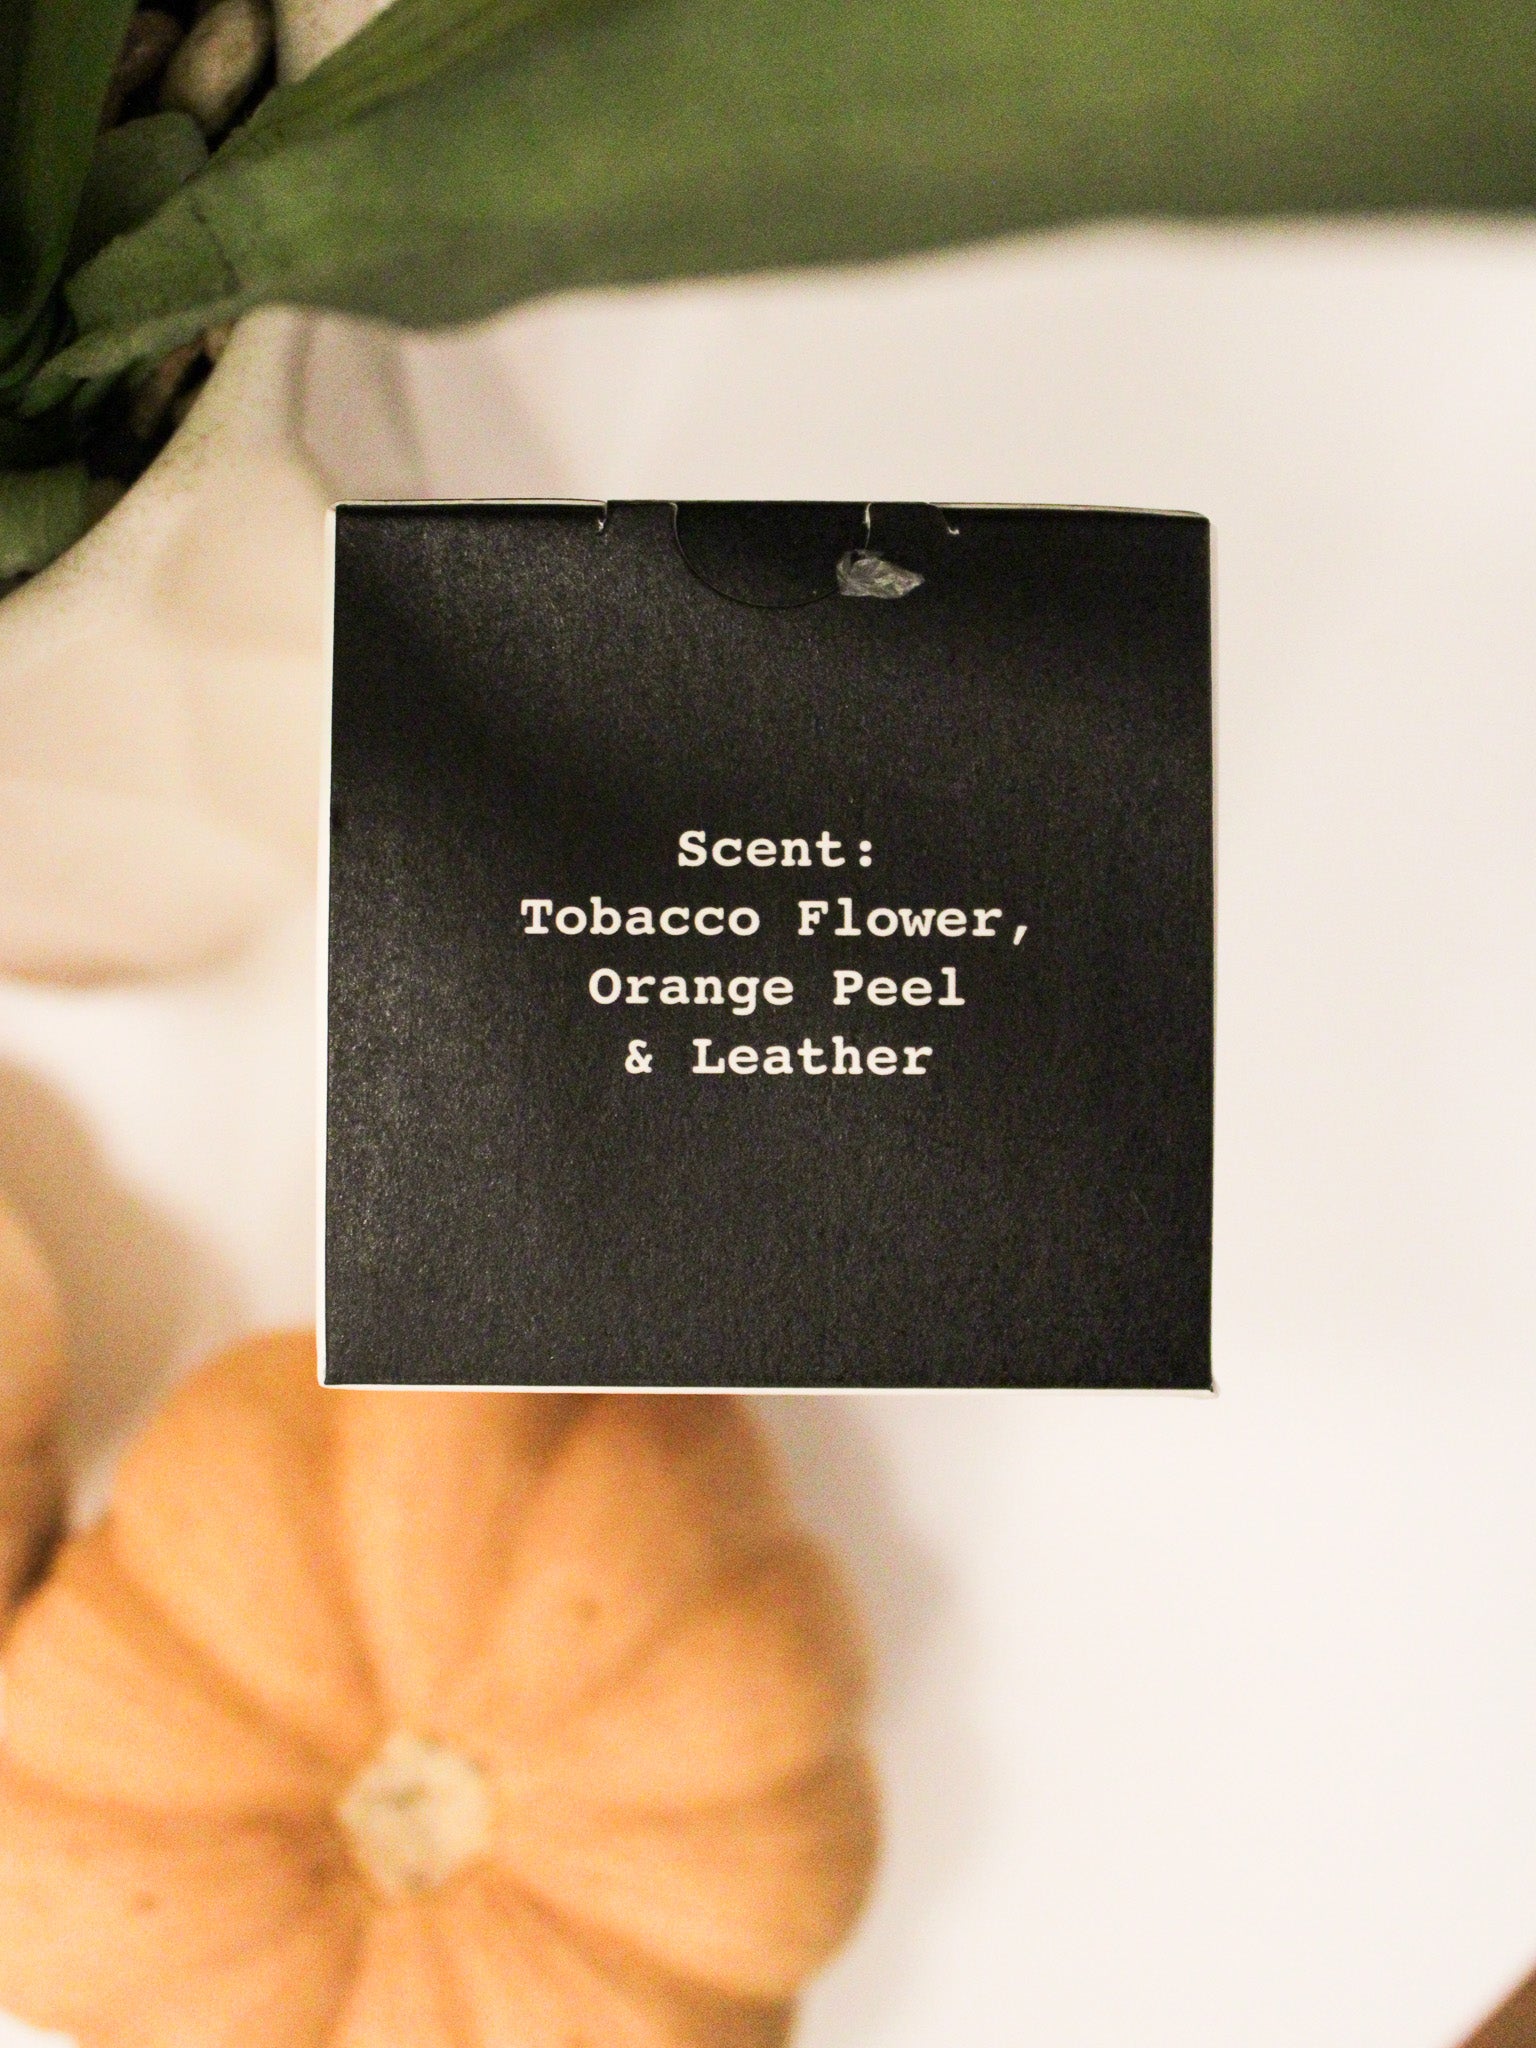 Scent:
Tobacco Flower,
Orange Peel
& Leather